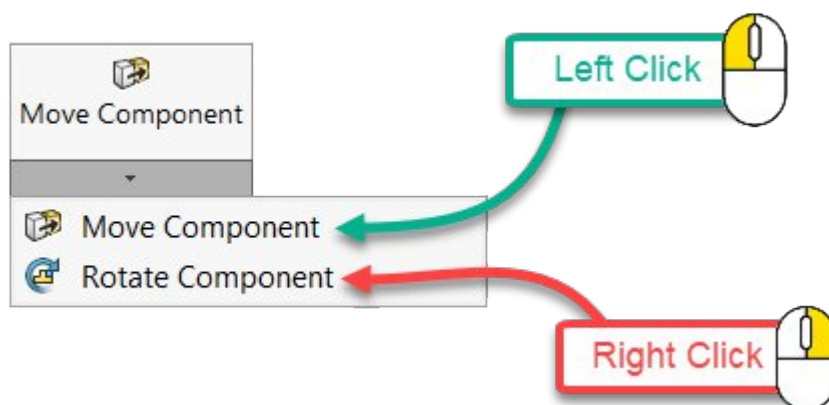 Left Click
Move Component
Move Component
Rotate Component
Right Click